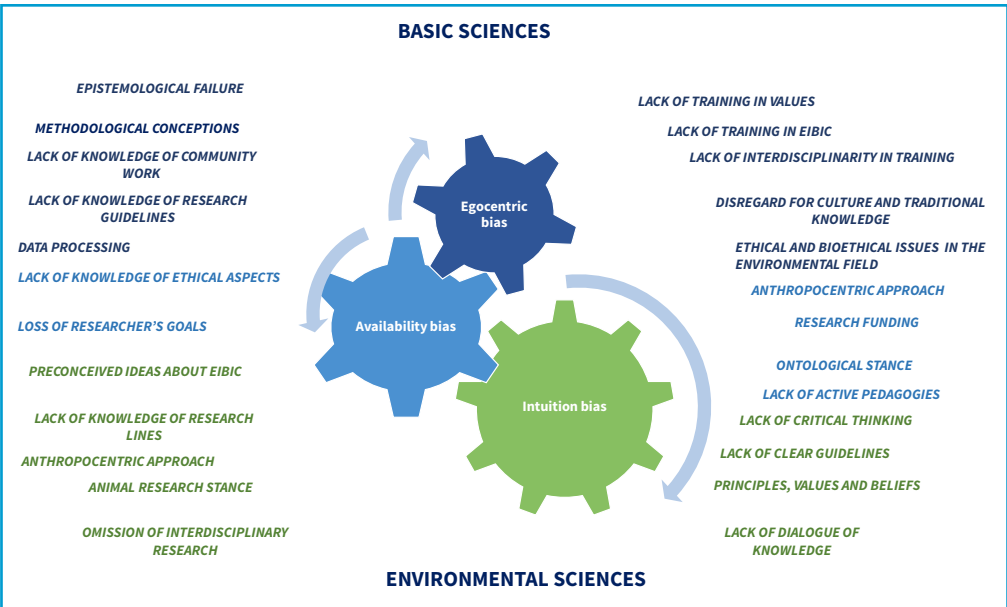 BASIC SCIENCES
EPISTEMOLOGICAL FAILURE
METHODOLOGICAL CONCEPTIONS
LACK OF KNOWLEDGE OF COMMUNITY
WORK
LACK OF KNOWLEDGE OF RESEARCH
GUIDELINES
DATA PROCESSING
LACK OF KNOWLEDGE OF ETHICAL ASPECTS
LOSS OF RESEARCHER’S GOALS
PRECONCEIVED IDEAS ABOUT EIBIC
LACK OF KNOWLEDGE OF RESEARCH
LINES
ANTHROPOCENTRIC APPROACH
ANIMAL RESEARCH STANCE
OMISSION OF INTERDISCIPLINARY
RESEARCH
Egocentric
bias
Availability bias
Intuition bias
LACK OF TRAINING IN VALUES
LACK OF TRAINING IN EIBIC
LACK OF INTERDISCIPLINARITY IN TRAINING
DISREGARD FOR CULTURE AND TRADITIONAL
KNOWLEDGE
ETHICAL AND BIOETHICAL ISSUES IN THE
ENVIRONMENTAL FIELD
ANTHROPOCENTRIC APPROACH
RESEARCH FUNDING
ONTOLOGICAL STANCE
LACK OF ACTIVE PEDAGOGIES
LACK OF CRITICAL THINKING
LACK OF CLEAR GUIDELINES
PRINCIPLES, VALUES AND BELIEFS
LACK OF DIALOGUE OF
KNOWLEDGE
ENVIRONMENTAL SCIENCES